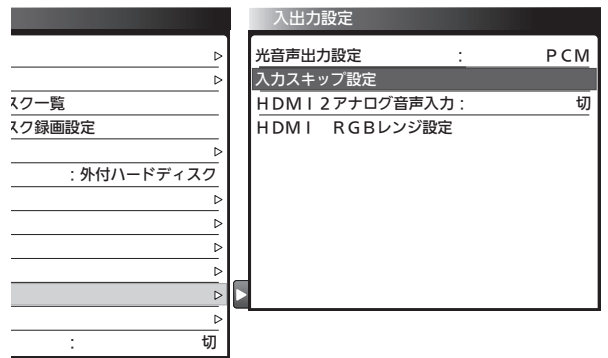 スク一覧
スク録画設定
:外付ハードディスク
: 切
入出力設定
光音声出力設定 : PCM
入力スキップ設定
HDMI2アナログ音声入力: 切
HDMI RGBレンジ設定